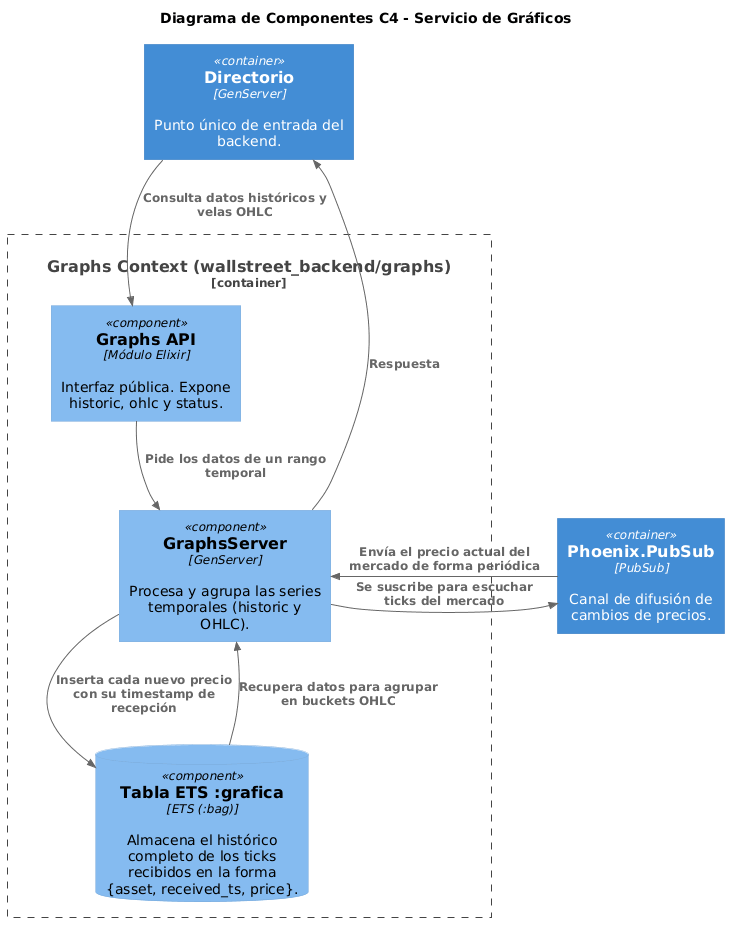 Diagrama de Componentes C4 - Servicio de Gráficos
«container»
Directorio
[GenServer]
Punto único de entrada del
backend.
Consulta datos históricos y
velas OHLC
Graphs Context (wallstreet_backend/graphs)
[container]
«component»
Graphs API
[Módulo Elixir]
Interfaz pública. Expone
historic, ohlc y status.
Respuesta
Pide los datos de un rango
temporal
«component»
GraphsServer
[GenServer]
Procesa y agrupa las series
temporales (historic y
OHLC).
Envía el precio actual del
mercado de forma periódica
Se suscribe para escuchar
ticks del mercado
«container»
Phoenix.PubSub
[PubSub]
Canal de difusión de
cambios de precios.
Inserta cada nuevo precio
con su timestamp de
recepción
Recupera datos para agrupar
en buckets OHLC
«component»
Tabla ETS :grafica
[ETS (:bag)]
Almacena el histórico
completo de los ticks
recibidos en la forma
{asset, received_ts, price}.